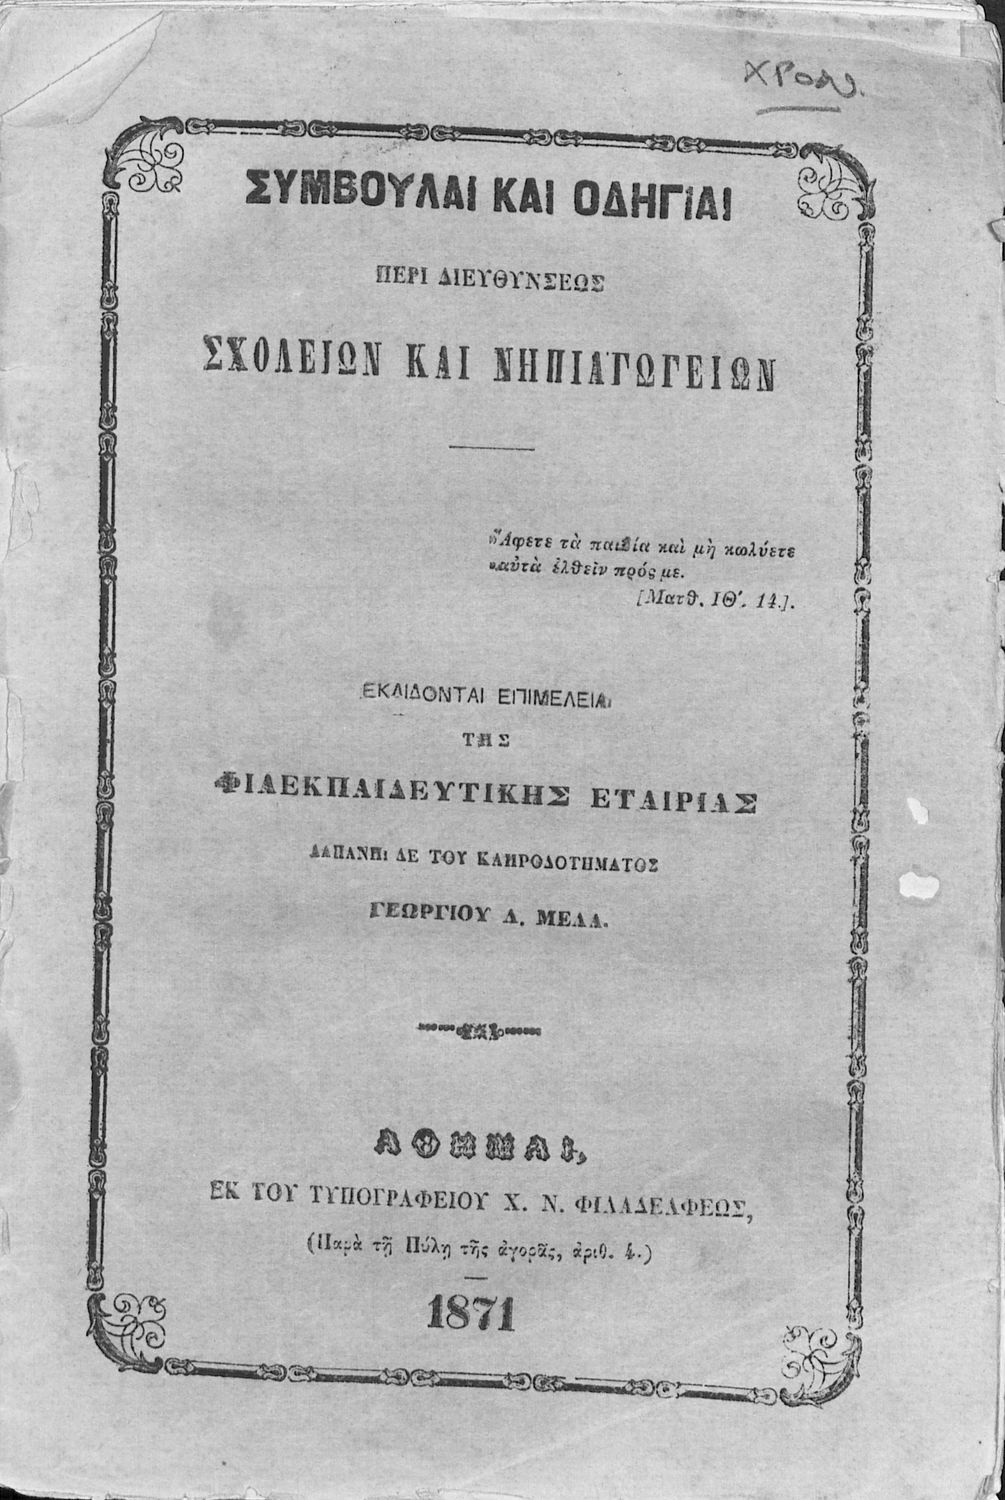 ΧΡΟΝ.
ΣΥΜΒΟΥΛΑΙ ΚΑΙ ΟΔΗΓΙΑΙ
ΠΕΡΙ ΔΙΕΥΘΥΝΣΕΩΣ
ΣΧΟΛΕΙΩΝ ΚΑΙ ΝΗΠΙΑΓΩΓΕΙΩΝ
»Ἄφετε τὰ παιδία καὶ μὴ κωλύετε
»αὐτὰ ἐλθεῖν πρός με.
[Ματθ. ΙΘ΄. 14.].
ΕΚΔΙΔΟΝΤΑΙ ΕΠΙΜΕΛΕΙΑι
ΤΗΣ
ΦΙΛΕΚΠΑΙΔΕΥΤΙΚΗΣ ΕΤΑΙΡΙΑΣ
ΔΑΠΑΝΗι ΔΕ ΤΟΥ ΚΛΗΡΟΔΟΤΗΜΑΤΟΣ
ΓΕΩΡΓΙΟΥ Λ. ΜΕΛΑ.
ΑΘΗΝΑΙ,
ΕΚ ΤΟΥ ΤΥΠΟΓΡΑΦΕΙΟΥ Χ. Ν. ΦΙΛΑΔΕΛΦΕΩΣ,
(Παρὰ τῇ Πύλῃ τῆς ἀγορᾶς, ἀριθ. 4.)
1871